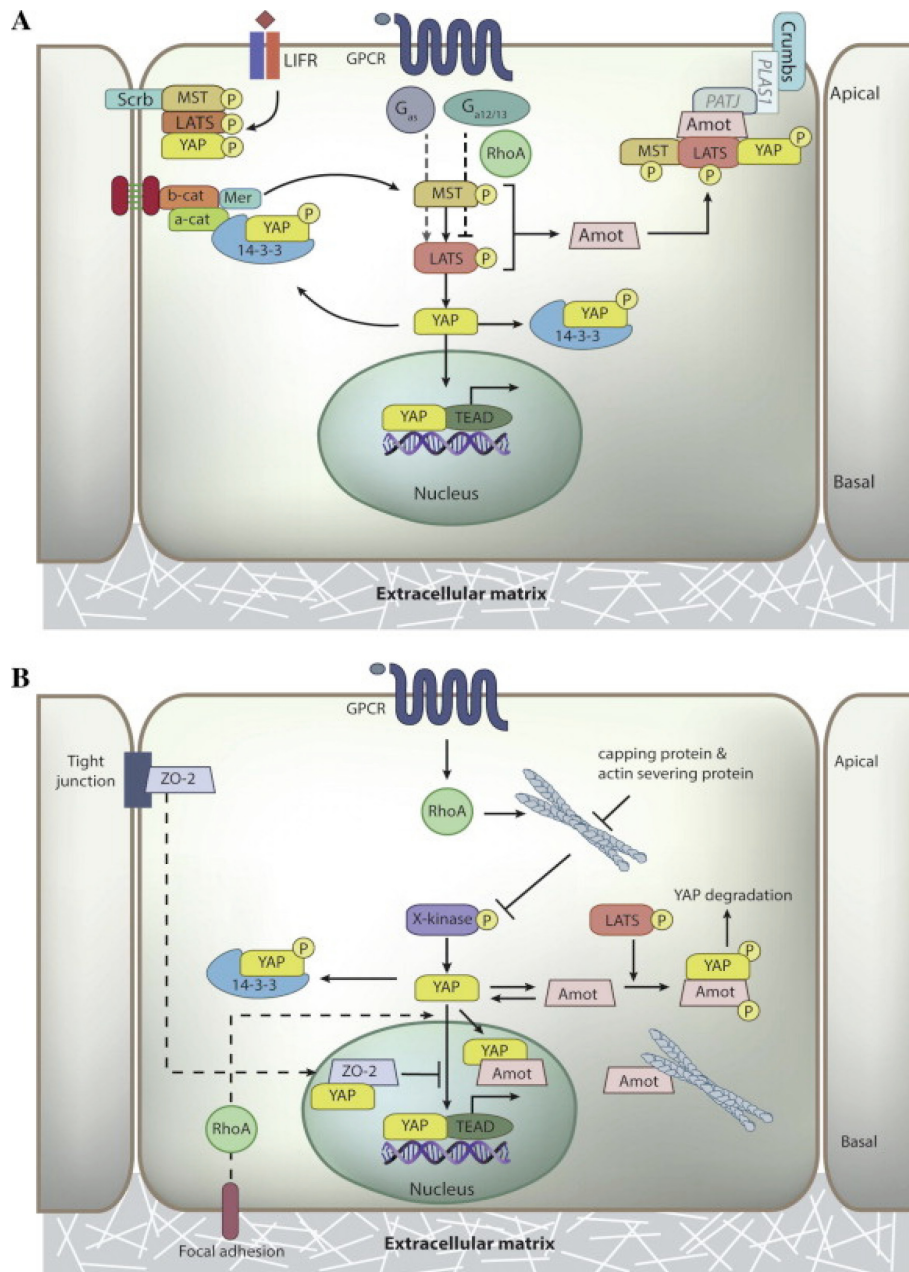 A
LIFR
GPCR
Crumbs
PLAS1
PATJ
Apical
Scrb
MST
P
LATS
P
YAP
P
Gas
Ga12/13
RhoA
Amot
MST
LATS
YAP
P
P
P
b-cat
Mer
a-cat
YAP
P
14-3-3
MST
P
LATS
P
Amot
YAP
YAP
P
14-3-3
YAP
TEAD
Nucleus
Basal
Extracellular matrix
B
GPCR
Tight
junction
ZO-2
capping protein &
actin severing protein
Apical
RhoA
X-kinase
P
LATS
P
YAP degradation
YAP
P
14-3-3
YAP
Amot
YAP
P
Amot
P
ZO-2
YAP
YAP
Amot
Amot
RhoA
YAP
TEAD
Nucleus
Basal
Focal adhesion
Extracellular matrix